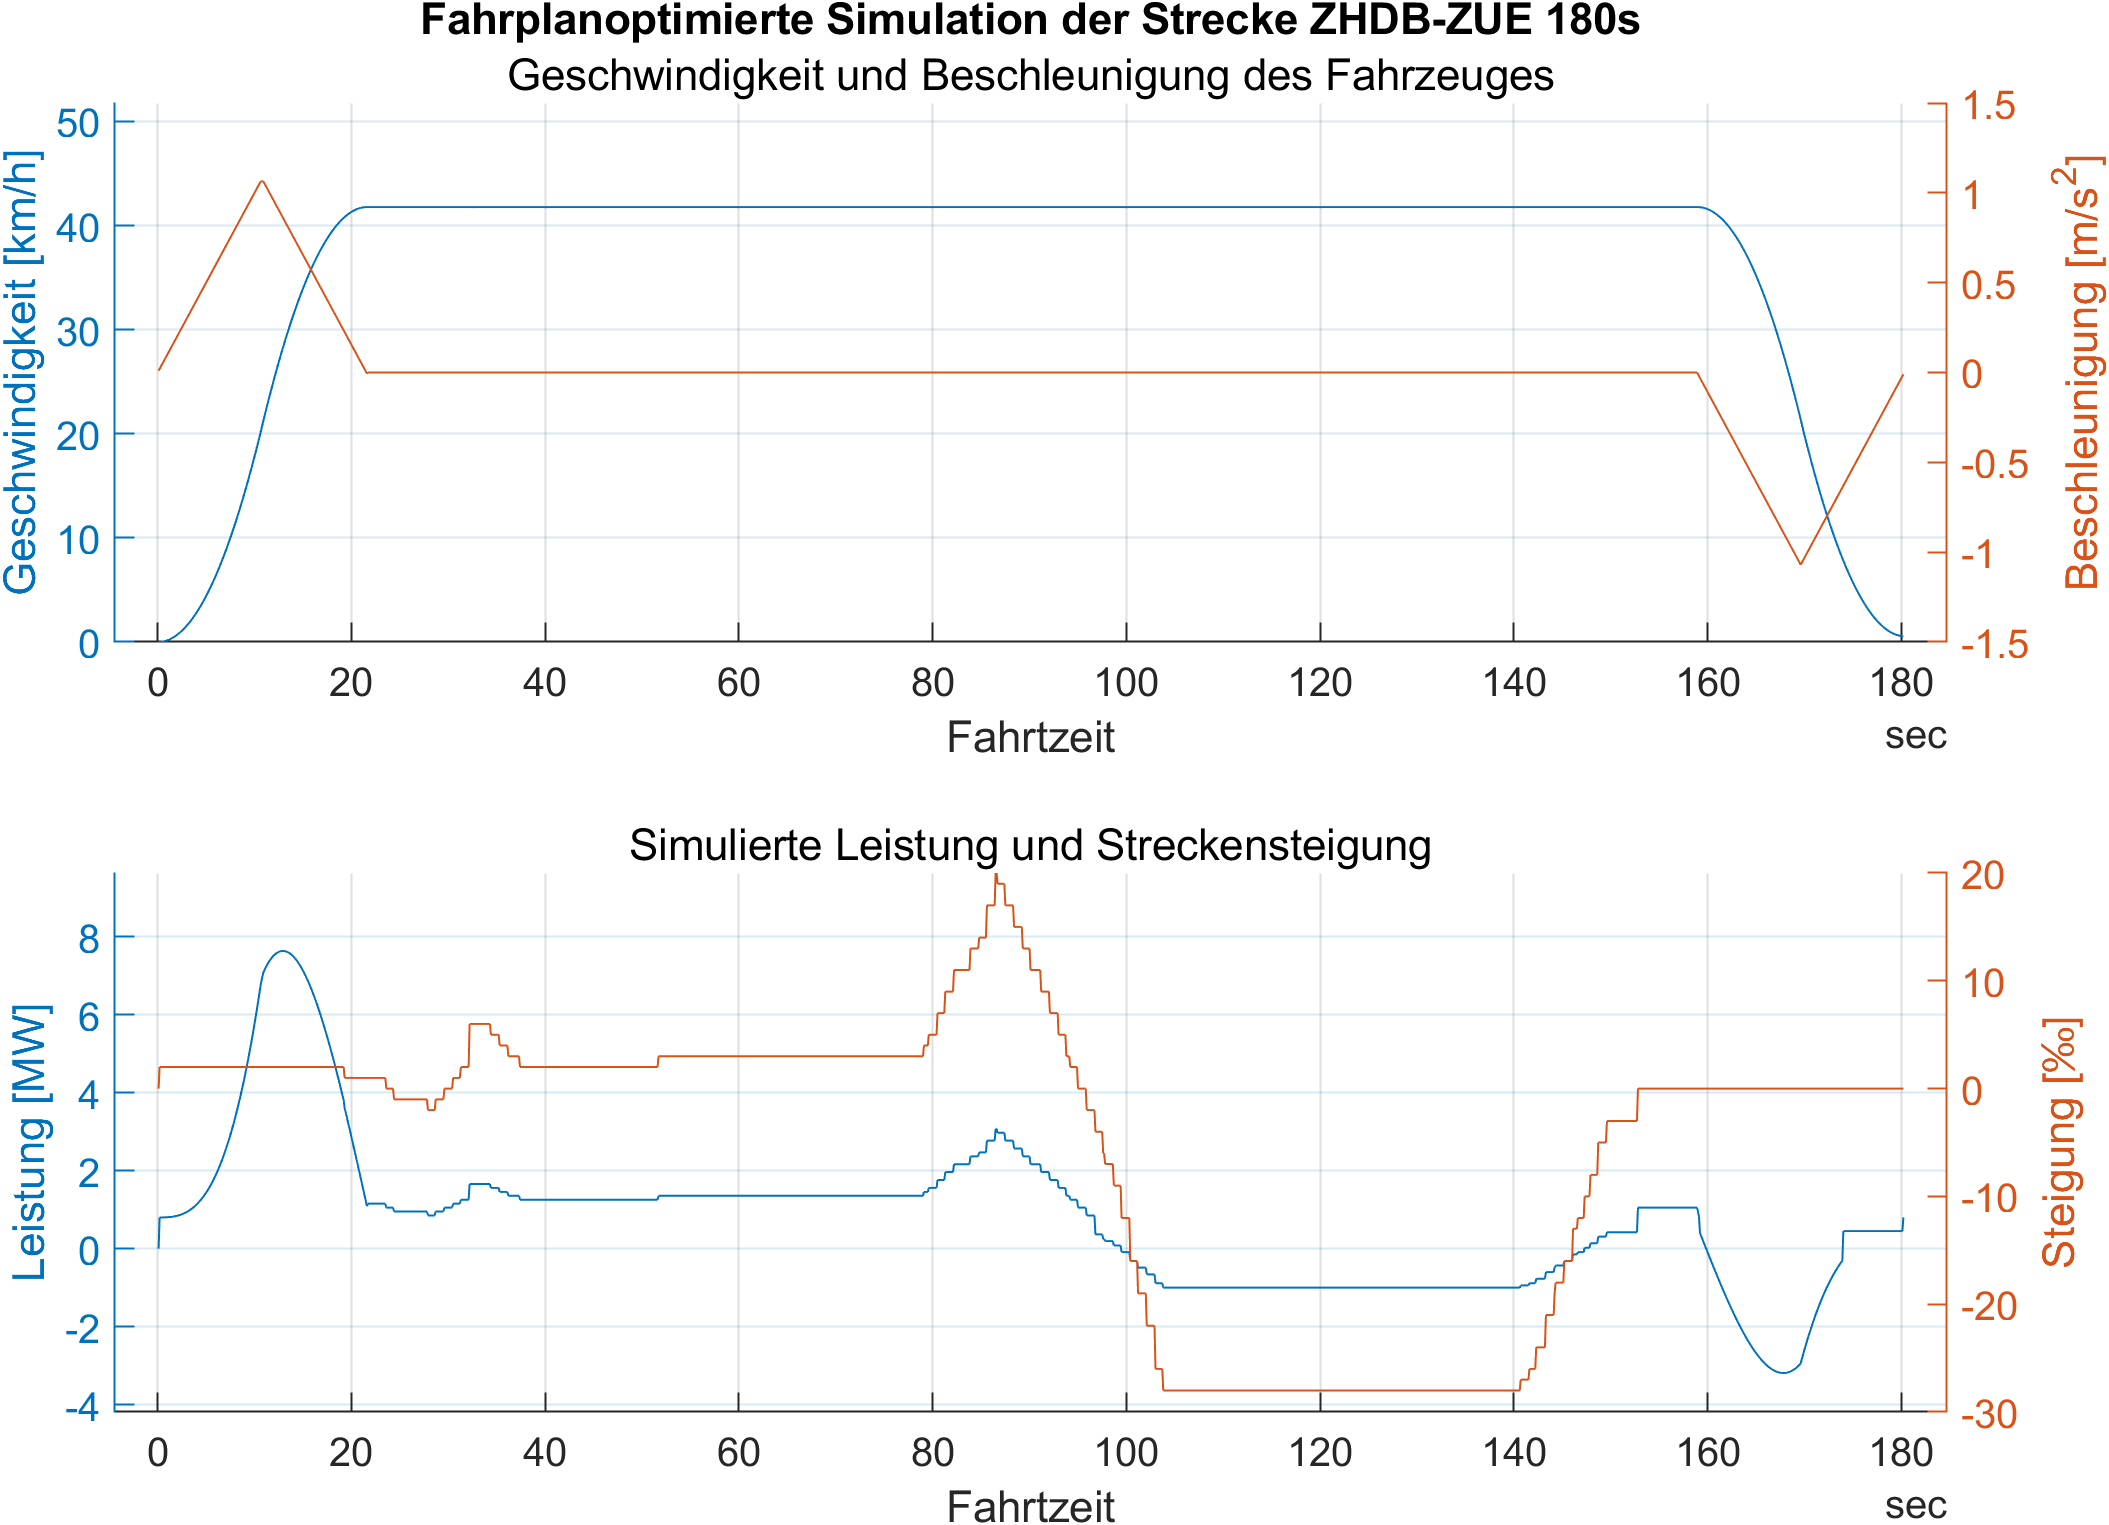 Fahrplanoptimierte Simulation der Strecke ZHDB-ZUE 180s
Geschwindigkeit und Beschleunigung des Fahrzeuges
Geschwindigkeit [km/h]
50
40
30
20
10
0
1.5
1
0.5
0
-0.5
-1
-1.5
Beschleunigung [m/s²]
0 20 40 60 80 100 120 140 160 180
Fahrtzeit sec
Simulierte Leistung und Streckensteigung
Leistung [MW]
8
6
4
2
0
-2
-4
20
10
0
-10
-20
-30
Steigung [‰]
0 20 40 60 80 100 120 140 160 180
Fahrtzeit sec